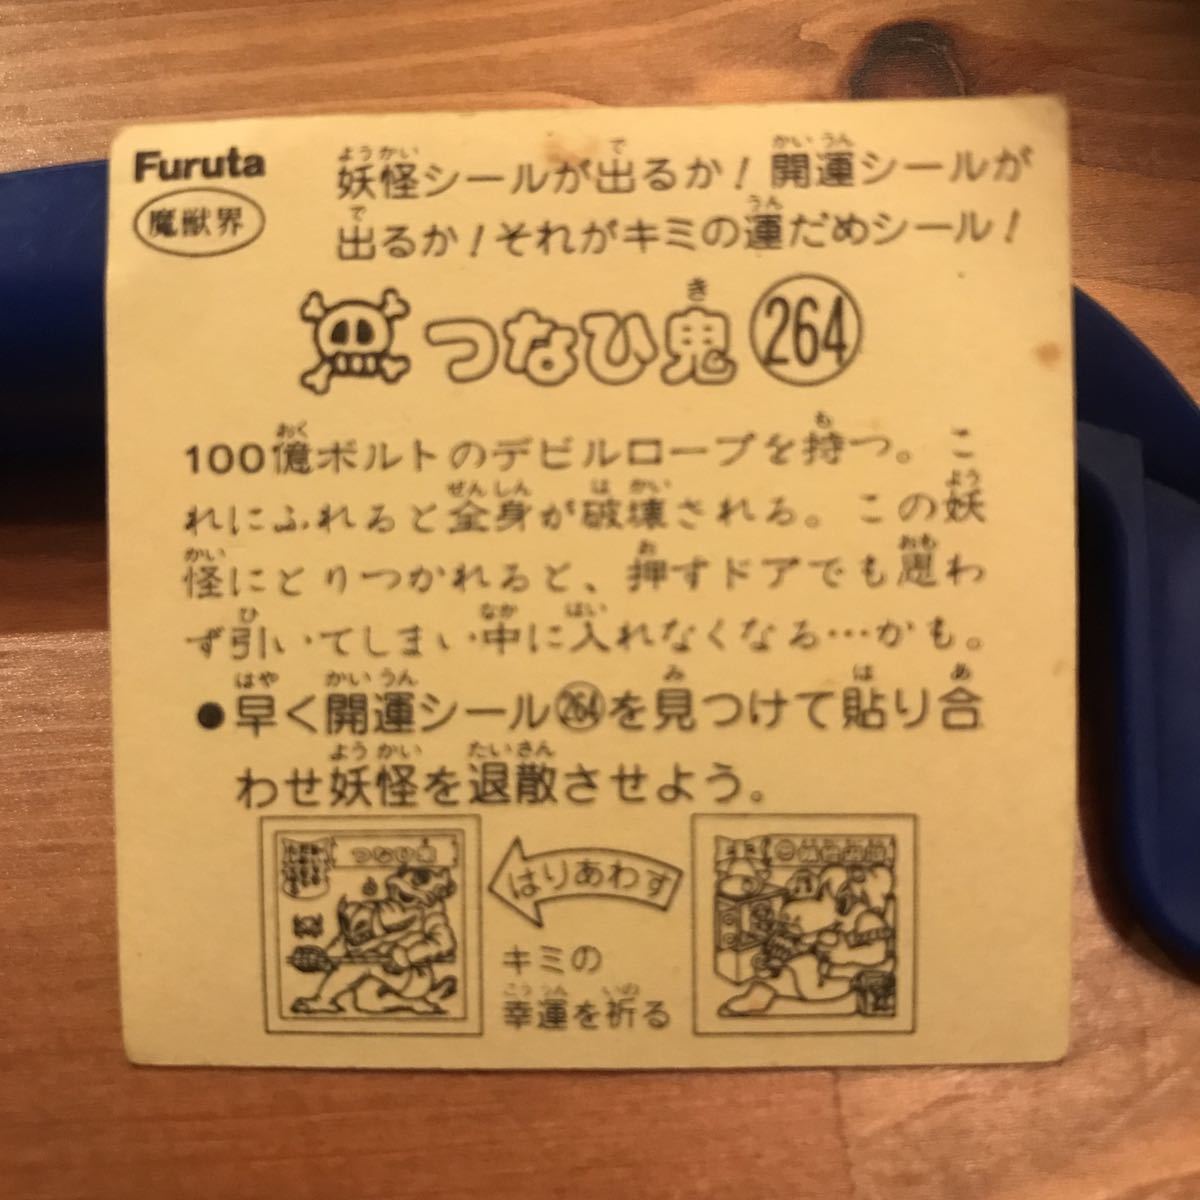 Furuta
魔獣界
妖怪シールが出るか!開運シールが
出るか!それがキミの運だめシール!
つなひ鬼 264
100億ボルトのデビルロープを持つ。こ
れにふれると全身が破壊される。この妖
怪にとりつかれると、押すドアでも思わ
ず引いてしまい中に入れなくなる…かも。
●早く開運シール264を見つけて貼り合
わせ妖怪を退散させよう。
つなひ鬼
はりあわす
キミの
幸運を祈る